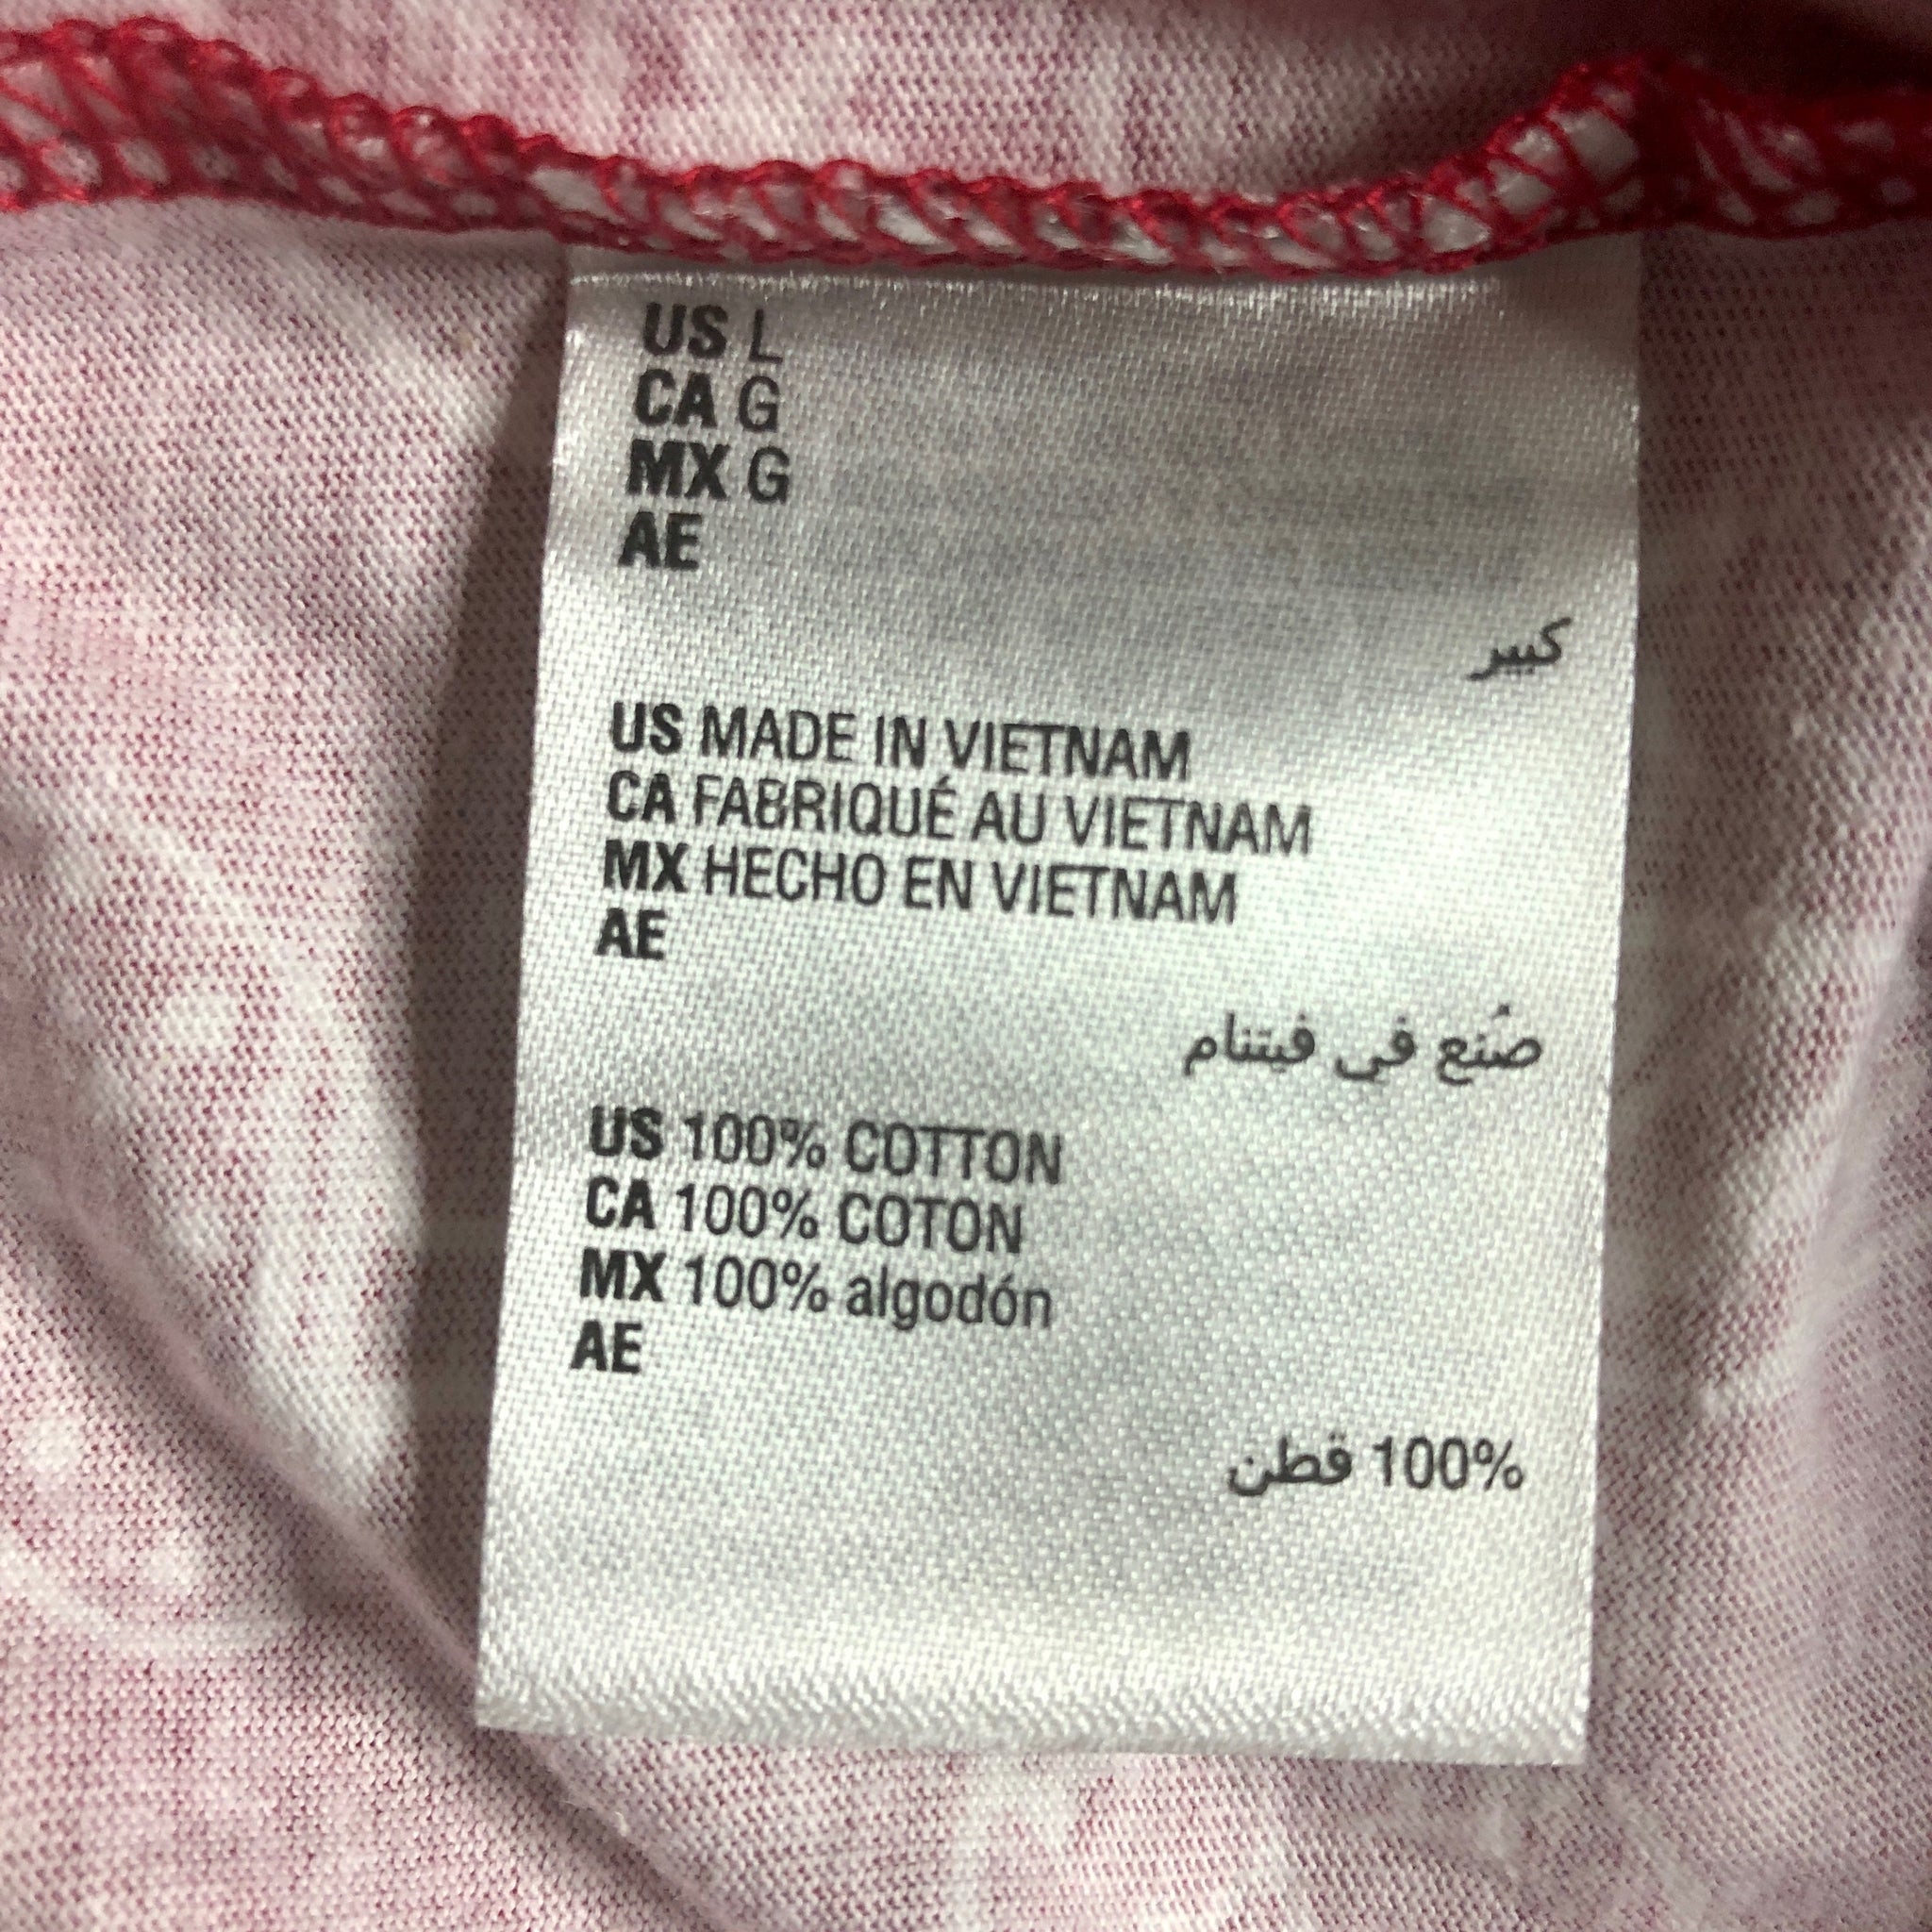 US L
CA G
MX G
AE
كبير
US MADE IN VIETNAM
CA FABRIQUÉ AU VIETNAM
MX HECHO EN VIETNAM
AE
صُنع في فيتنام
US 100% COTTON
CA 100% COTON
MX 100% algodón
AE
100% قطن